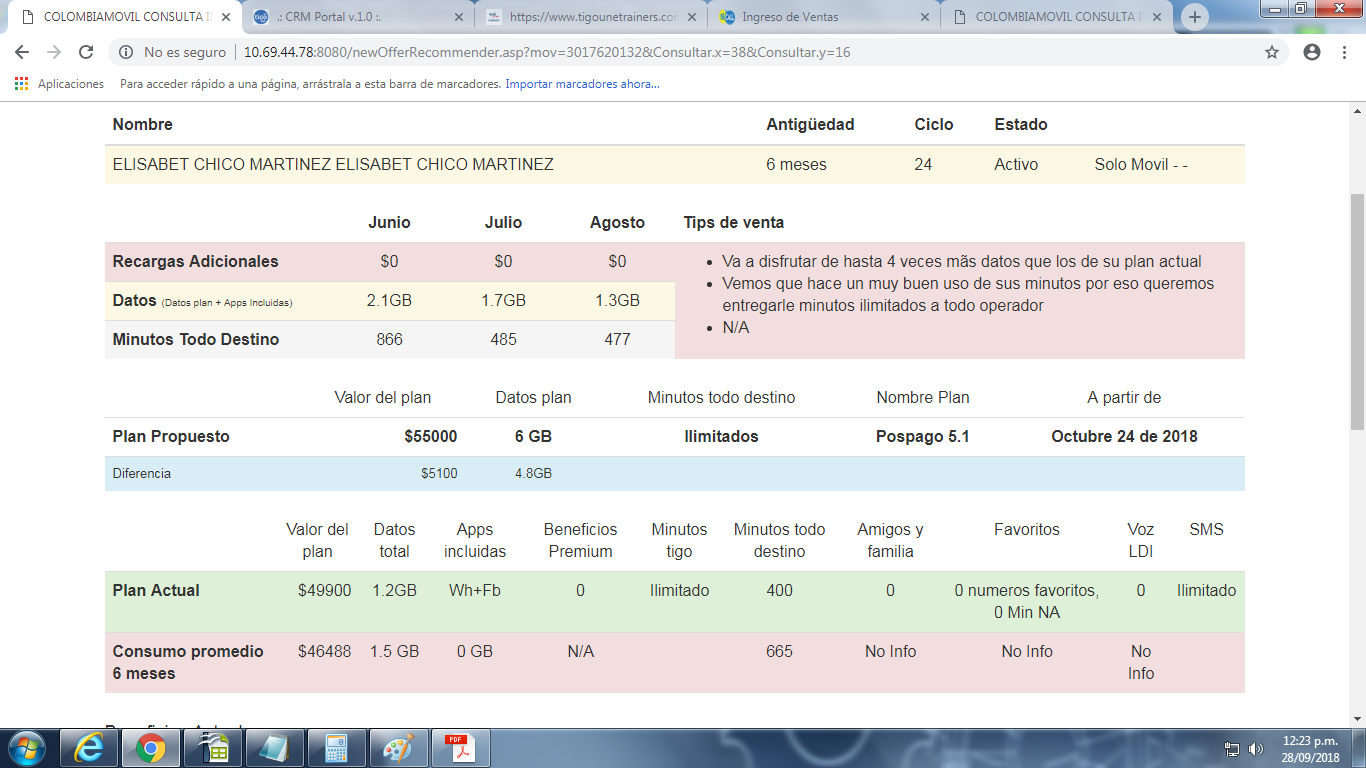 COLOMBIAMOVIL CONSULTA I
.: CRM Portal v.1.0 :.
https://www.tigounetrainers.con
Ingreso de Ventas
COLOMBIAMOVIL CONSULTA I
No es seguro
10.69.44.78:8080/newOfferRecommender.asp?mov=3017620132&Consultar.x=38&Consultar.y=16
Aplicaciones Para acceder rápido a una página, arrástrala a esta barra de marcadores. Importar marcadores ahora...
Nombre Antigüedad Ciclo Estado
ELISABET CHICO MARTINEZ ELISABET CHICO MARTINEZ 6 meses 24 Activo Solo Movil - -
Junio Julio Agosto Tips de venta
Recargas Adicionales $0 $0 $0
Datos (Datos plan + Apps Incluidas) 2.1GB 1.7GB 1.3GB
Minutos Todo Destino 866 485 477
Va a disfrutar de hasta 4 veces mãs datos que los de su plan actual
Vemos que hace un muy buen uso de sus minutos por eso queremos
entregarle minutos ilimitados a todo operador
N/A
Valor del plan Datos plan Minutos todo destino Nombre Plan A partir de
Plan Propuesto $55000 6 GB Ilimitados Pospago 5.1 Octubre 24 de 2018
Diferencia $5100 4.8GB
Valor del Datos Apps Beneficios Minutos Minutos todo Amigos y Favoritos Voz SMS
plan total incluidas Premium tigo destino familia LDI
Plan Actual $49900 1.2GB Wh+Fb 0 Ilimitado 400 0 0 numeros favoritos, 0 Ilimitado
0 Min NA
Consumo promedio $46488 1.5 GB 0 GB N/A 665 No Info No Info No
6 meses Info
12:23 p.m.
28/09/2018